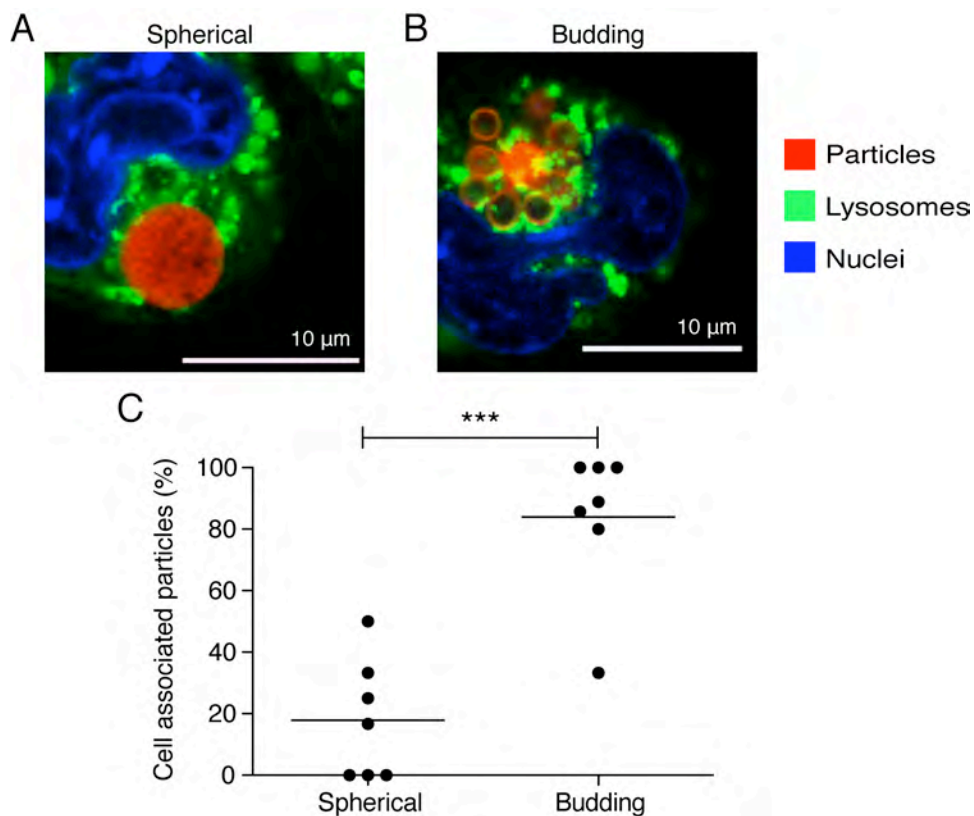 A
Spherical
B
Budding
10 µm
10 µm
Particles
Lysosomes
Nuclei
C
***
Cell associated particles (%)
100
80
60
40
20
0
Spherical
Budding